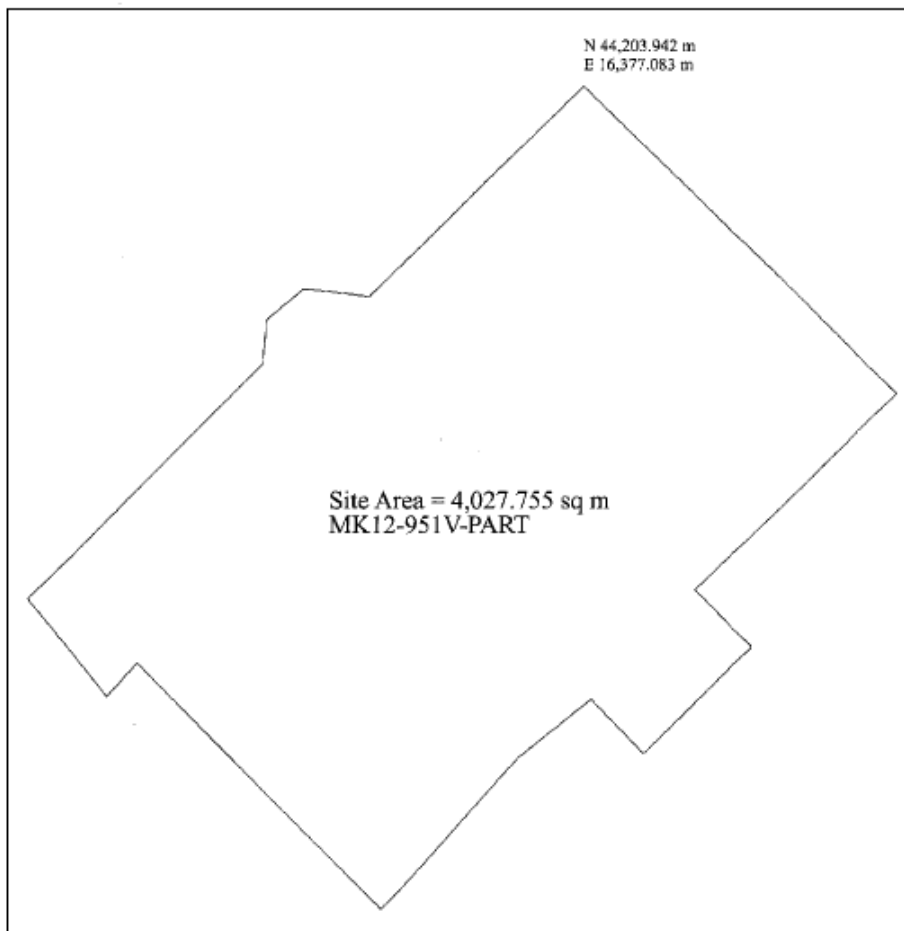 N 44,203.942 m
E 16,377.083 m
Site Area = 4,027.755 sq m
MK12-951V-PART